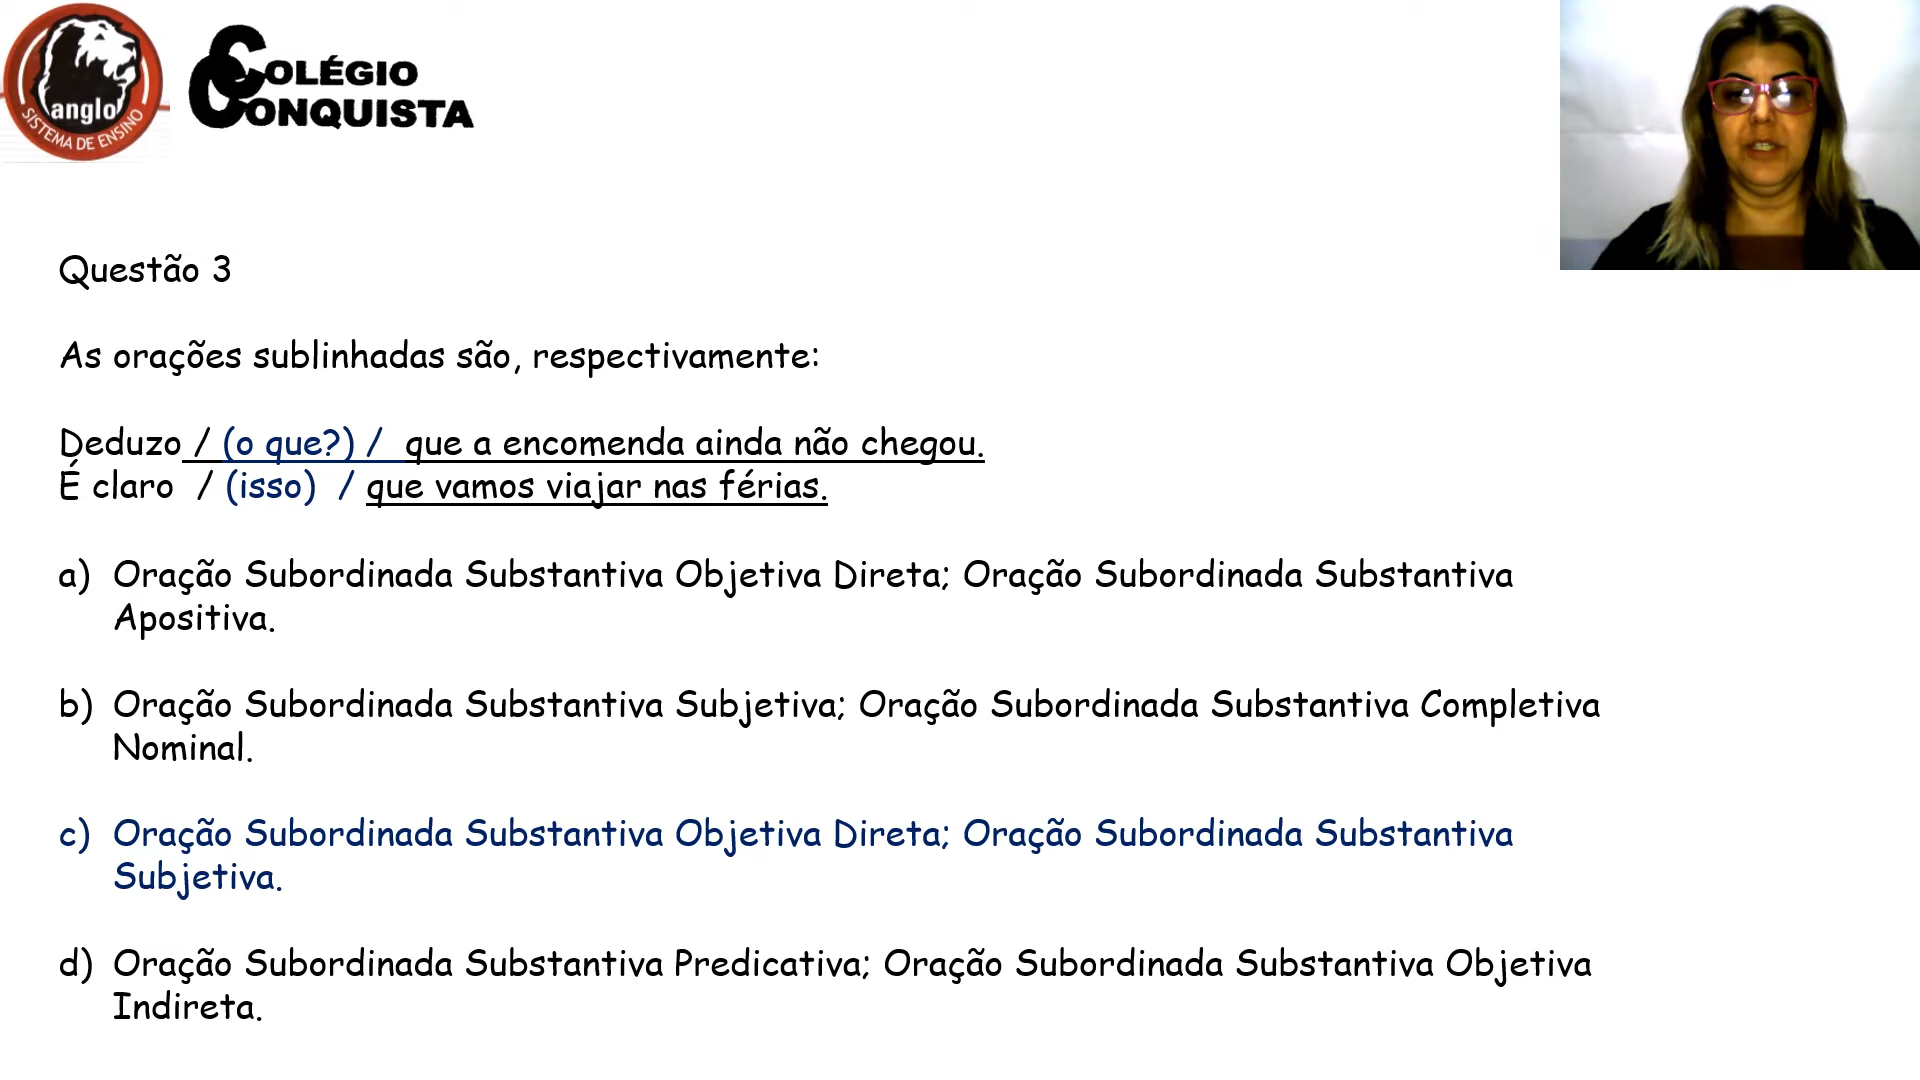 anglo
SISTEMA DE ENSINO
COLÉGIO
CONQUISTA
Questão 3
As orações sublinhadas são, respectivamente:
Deduzo / (o que?) / que a encomenda ainda não chegou.
É claro / (isso) / que vamos viajar nas férias.
a) Oração Subordinada Substantiva Objetiva Direta; Oração Subordinada Substantiva
Apositiva.
b) Oração Subordinada Substantiva Subjetiva; Oração Subordinada Substantiva Completiva
Nominal.
c) Oração Subordinada Substantiva Objetiva Direta; Oração Subordinada Substantiva
Subjetiva.
d) Oração Subordinada Substantiva Predicativa; Oração Subordinada Substantiva Objetiva
Indireta.